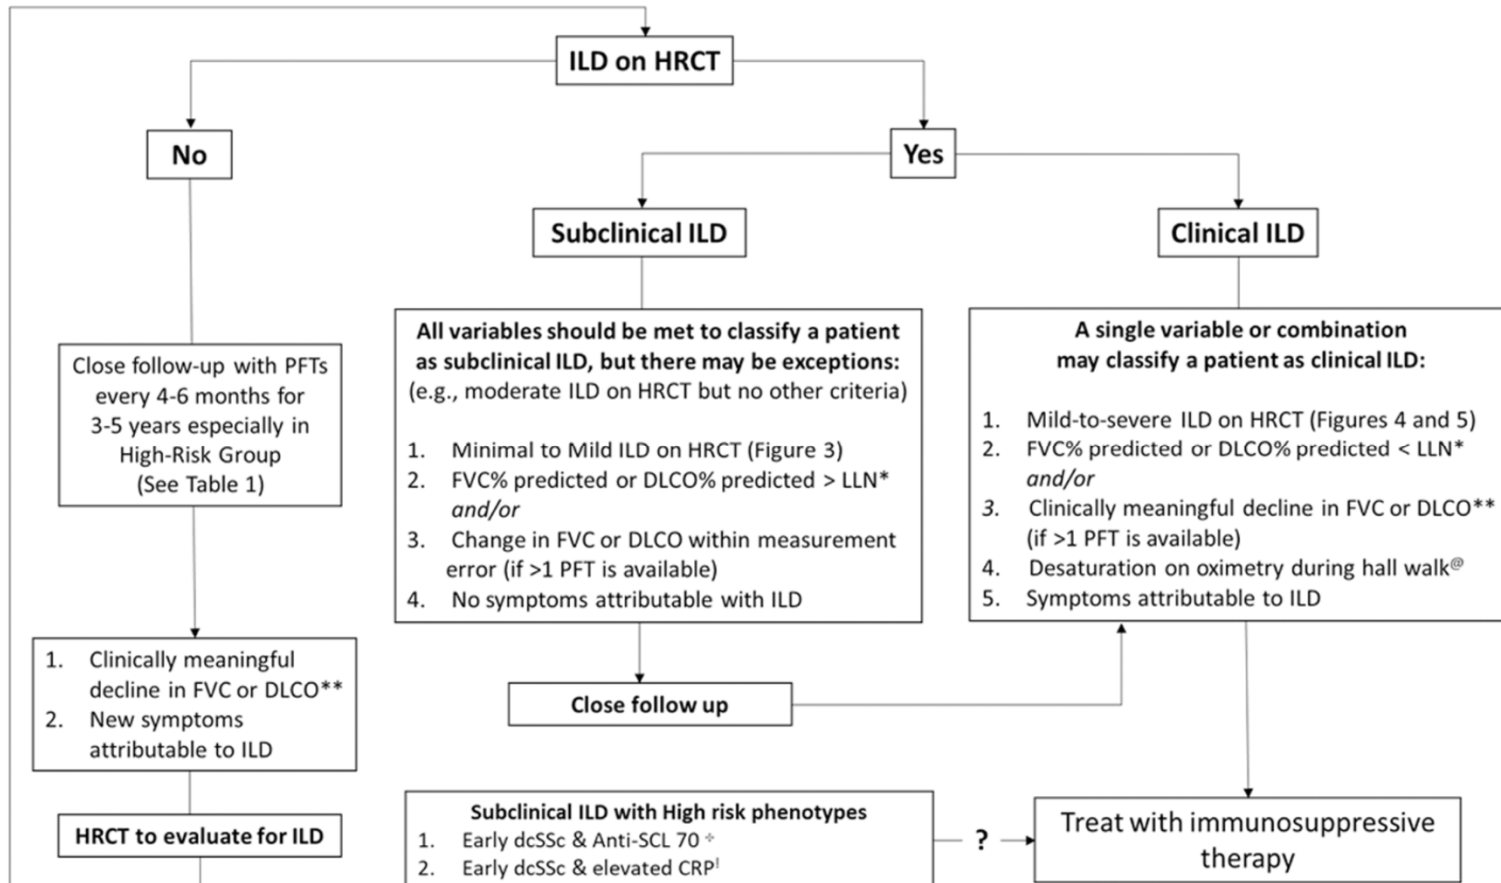 ILD on HRCT
No
Yes
Subclinical ILD
Clinical ILD
Close follow-up with PFTs
every 4-6 months for
3-5 years especially in
High-Risk Group
(See Table 1)
All variables should be met to classify a patient
as subclinical ILD, but there may be exceptions:
(e.g., moderate ILD on HRCT but no other criteria)
1. Minimal to Mild ILD on HRCT (Figure 3)
2. FVC% predicted or DLCO% predicted > LLN*
and/or
3. Change in FVC or DLCO within measurement
error (if >1 PFT is available)
4. No symptoms attributable with ILD
A single variable or combination
may classify a patient as clinical ILD:
1. Mild-to-severe ILD on HRCT (Figures 4 and 5)
2. FVC% predicted or DLCO% predicted < LLN*
and/or
3. Clinically meaningful decline in FVC or DLCO**
(if >1 PFT is available)
4. Desaturation on oximetry during hall walk@
5. Symptoms attributable to ILD
1. Clinically meaningful
decline in FVC or DLCO**
2. New symptoms
attributable to ILD
HRCT to evaluate for ILD
Close follow up
Subclinical ILD with High risk phenotypes
1. Early dcSSc & Anti-SCL 70 +
2. Early dcSSc & elevated CRP!
?
Treat with immunosuppressive
therapy